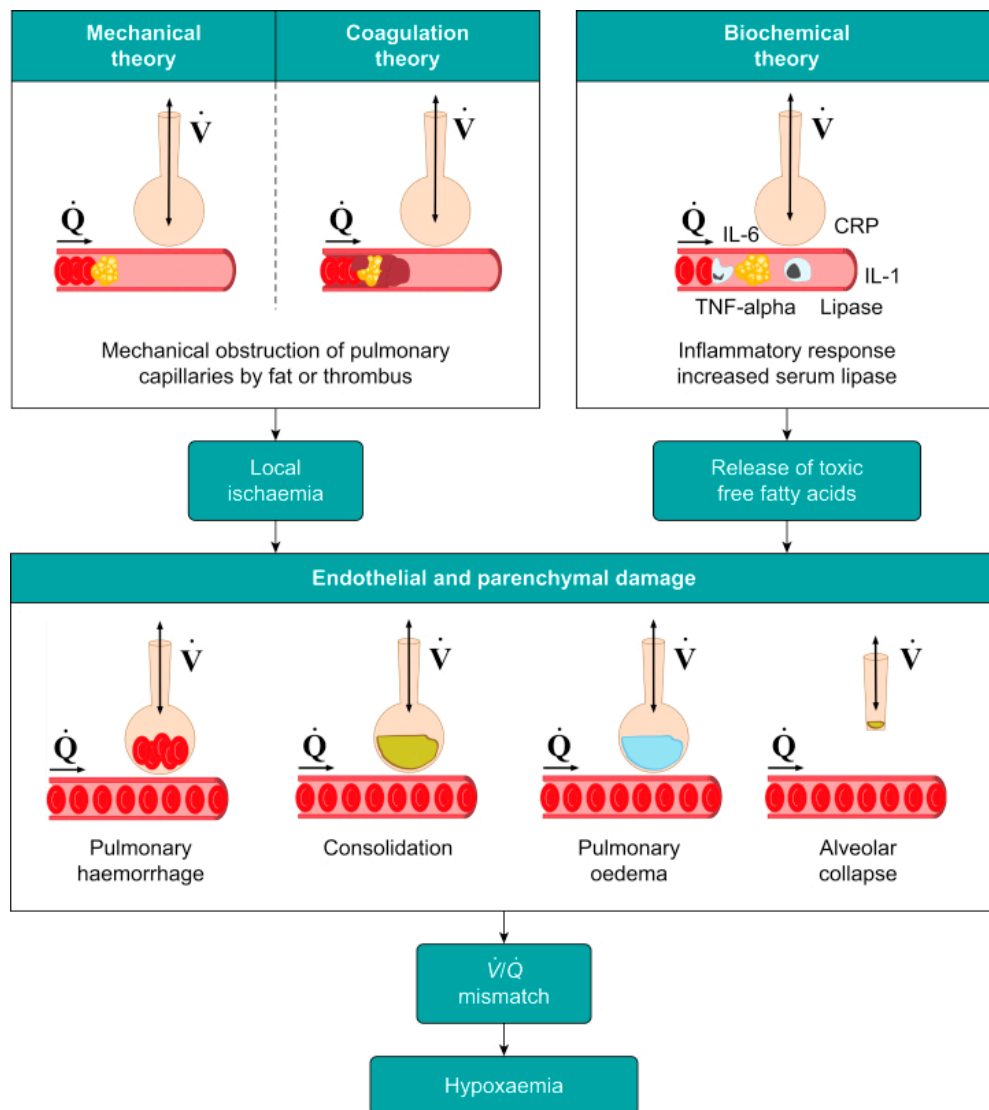 Mechanical
theory
Coagulation
theory
Biochemical
theory
V̇
V̇
V̇
Q̇
Q̇
Q̇
IL-6
CRP
IL-1
TNF-alpha
Lipase
Mechanical obstruction of pulmonary
capillaries by fat or thrombus
Inflammatory response
increased serum lipase
Local
ischaemia
Release of toxic
free fatty acids
Endothelial and parenchymal damage
V̇
V̇
V̇
V̇
Q̇
Q̇
Q̇
Q̇
Pulmonary
haemorrhage
Consolidation
Pulmonary
oedema
Alveolar
collapse
V̇/Q̇
mismatch
Hypoxaemia